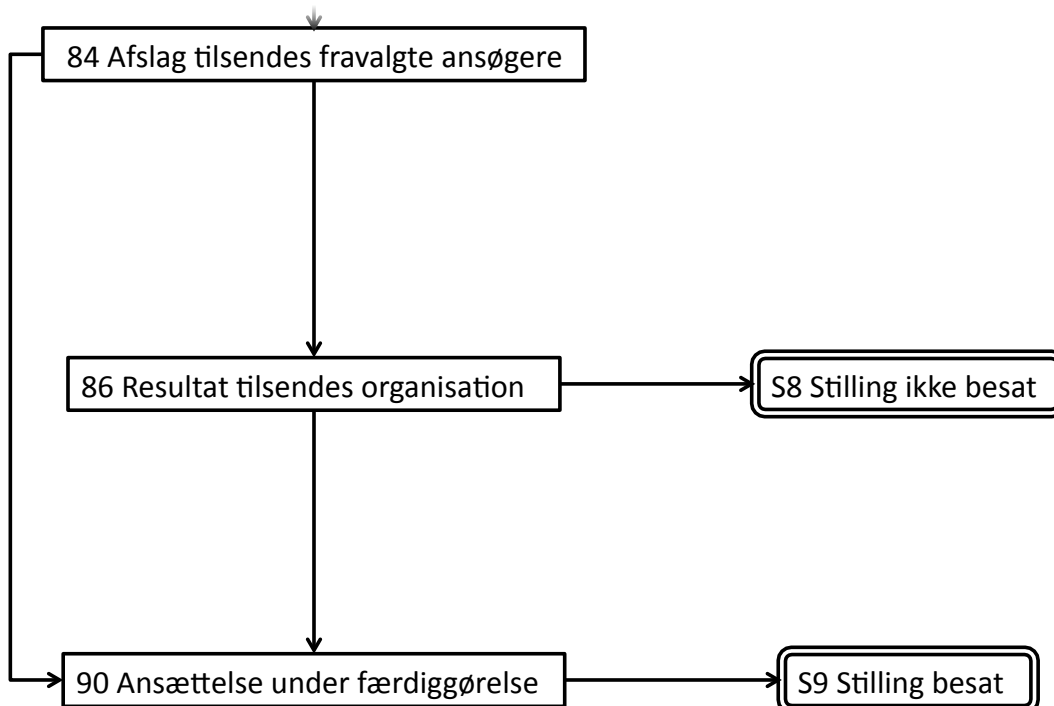 84 Afslag tilsendes fravalgte ansøgere
86 Resultat tilsendes organisation
S8 Stilling ikke besat
90 Ansættelse under færdiggørelse
S9 Stilling besat